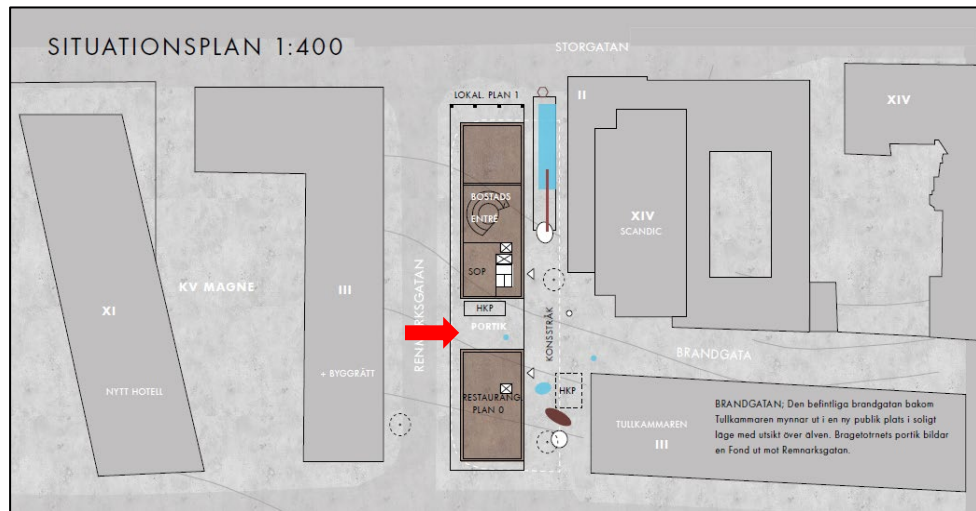 SITUATIONSPLAN 1:400
STORGATAN
LOKAL. PLAN 1
II
XIV
BOSTADS
ENTRÉ
XIV
SCANDIC
SOP
KV MAGNE
III
XI
HKP
PORTIK
RENMARKSGATAN
KONSSTRÅK
BRANDGATA
+ BYGGRÄTT
NYTT HOTELL
RESTAURANG.
PLAN 0
HKP
TULLKAMMAREN
III
BRANDGATAN; Den befintliga brandgatan bakom
Tullkammaren mynnar ut i en ny publik plats i soligt
läge med utsikt över älven. Bragetotrnets portik bildar
en Fond ut mot Remnarksgatan.